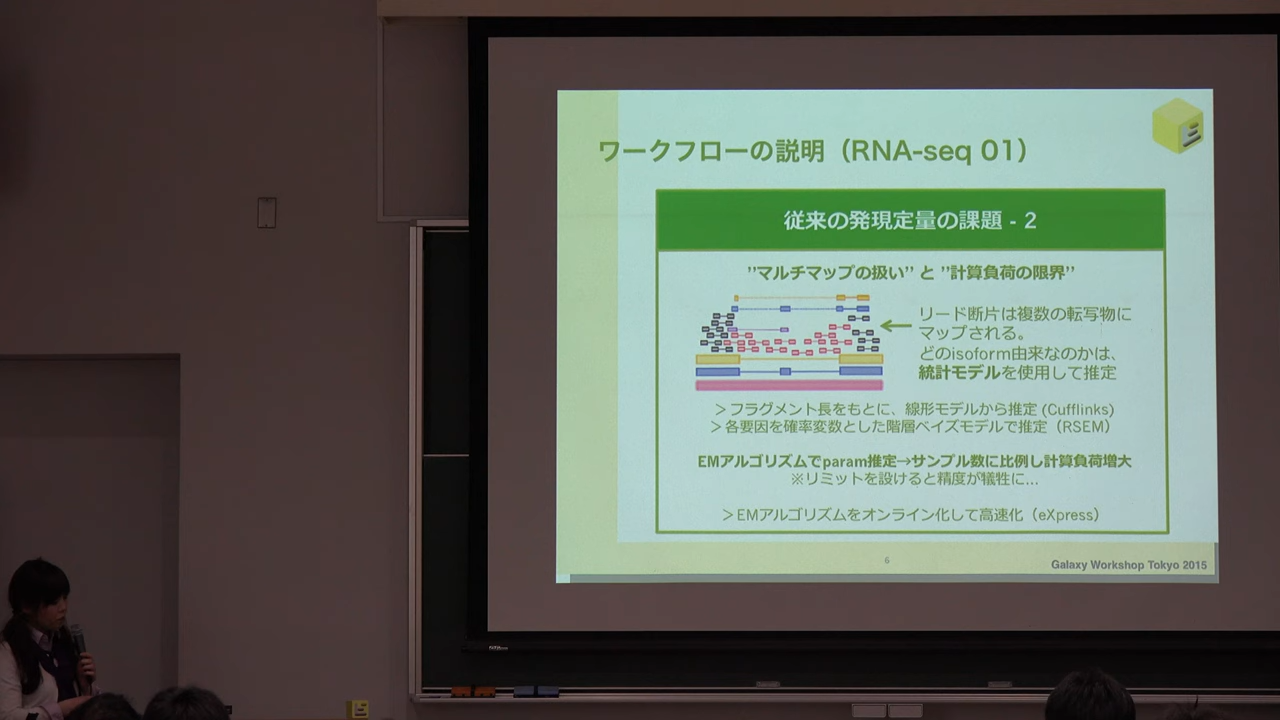 ワークフローの説明（RNA-seq 01）
従来の発現定量の課題 - 2
”マルチマップの扱い” と ”計算負荷の限界”
リード断片は複数の転写物に
マップされる。
どのisoform由来なのかは、
統計モデルを使用して推定
＞フラグメント長をもとに、線形モデルから推定 (Cufflinks)
＞各要因を確率変数とした階層ベイズモデルで推定（RSEM）
EMアルゴリズムでparam推定→サンプル数に比例し計算負荷増大
※リミットを設けると精度が犠牲に...
＞EMアルゴリズムをオンライン化して高速化（eXpress）
6
Galaxy Workshop Tokyo 2015